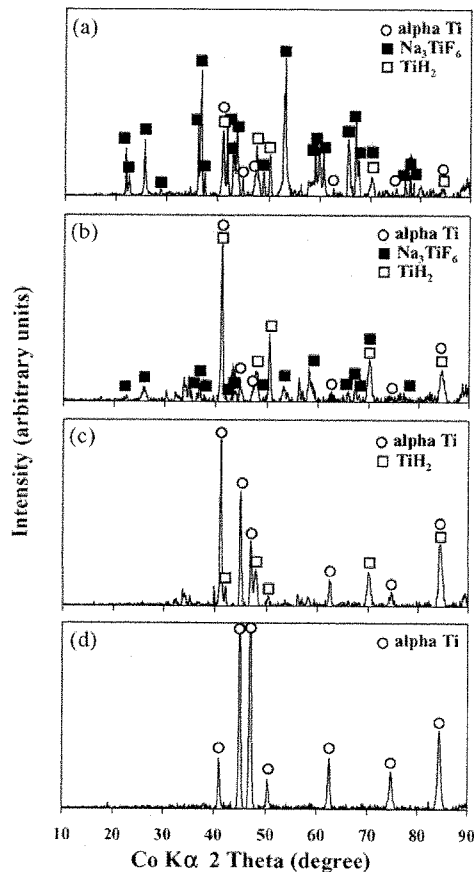 (a)
alpha Ti
Na3TiF6
TiH2
(b)
alpha Ti
Na3TiF6
TiH2
(c)
alpha Ti
TiH2
(d)
alpha Ti
Intensity (arbitrary units)
10 20 30 40 50 60 70 80 90
Co Kα 2 Theta (degree)